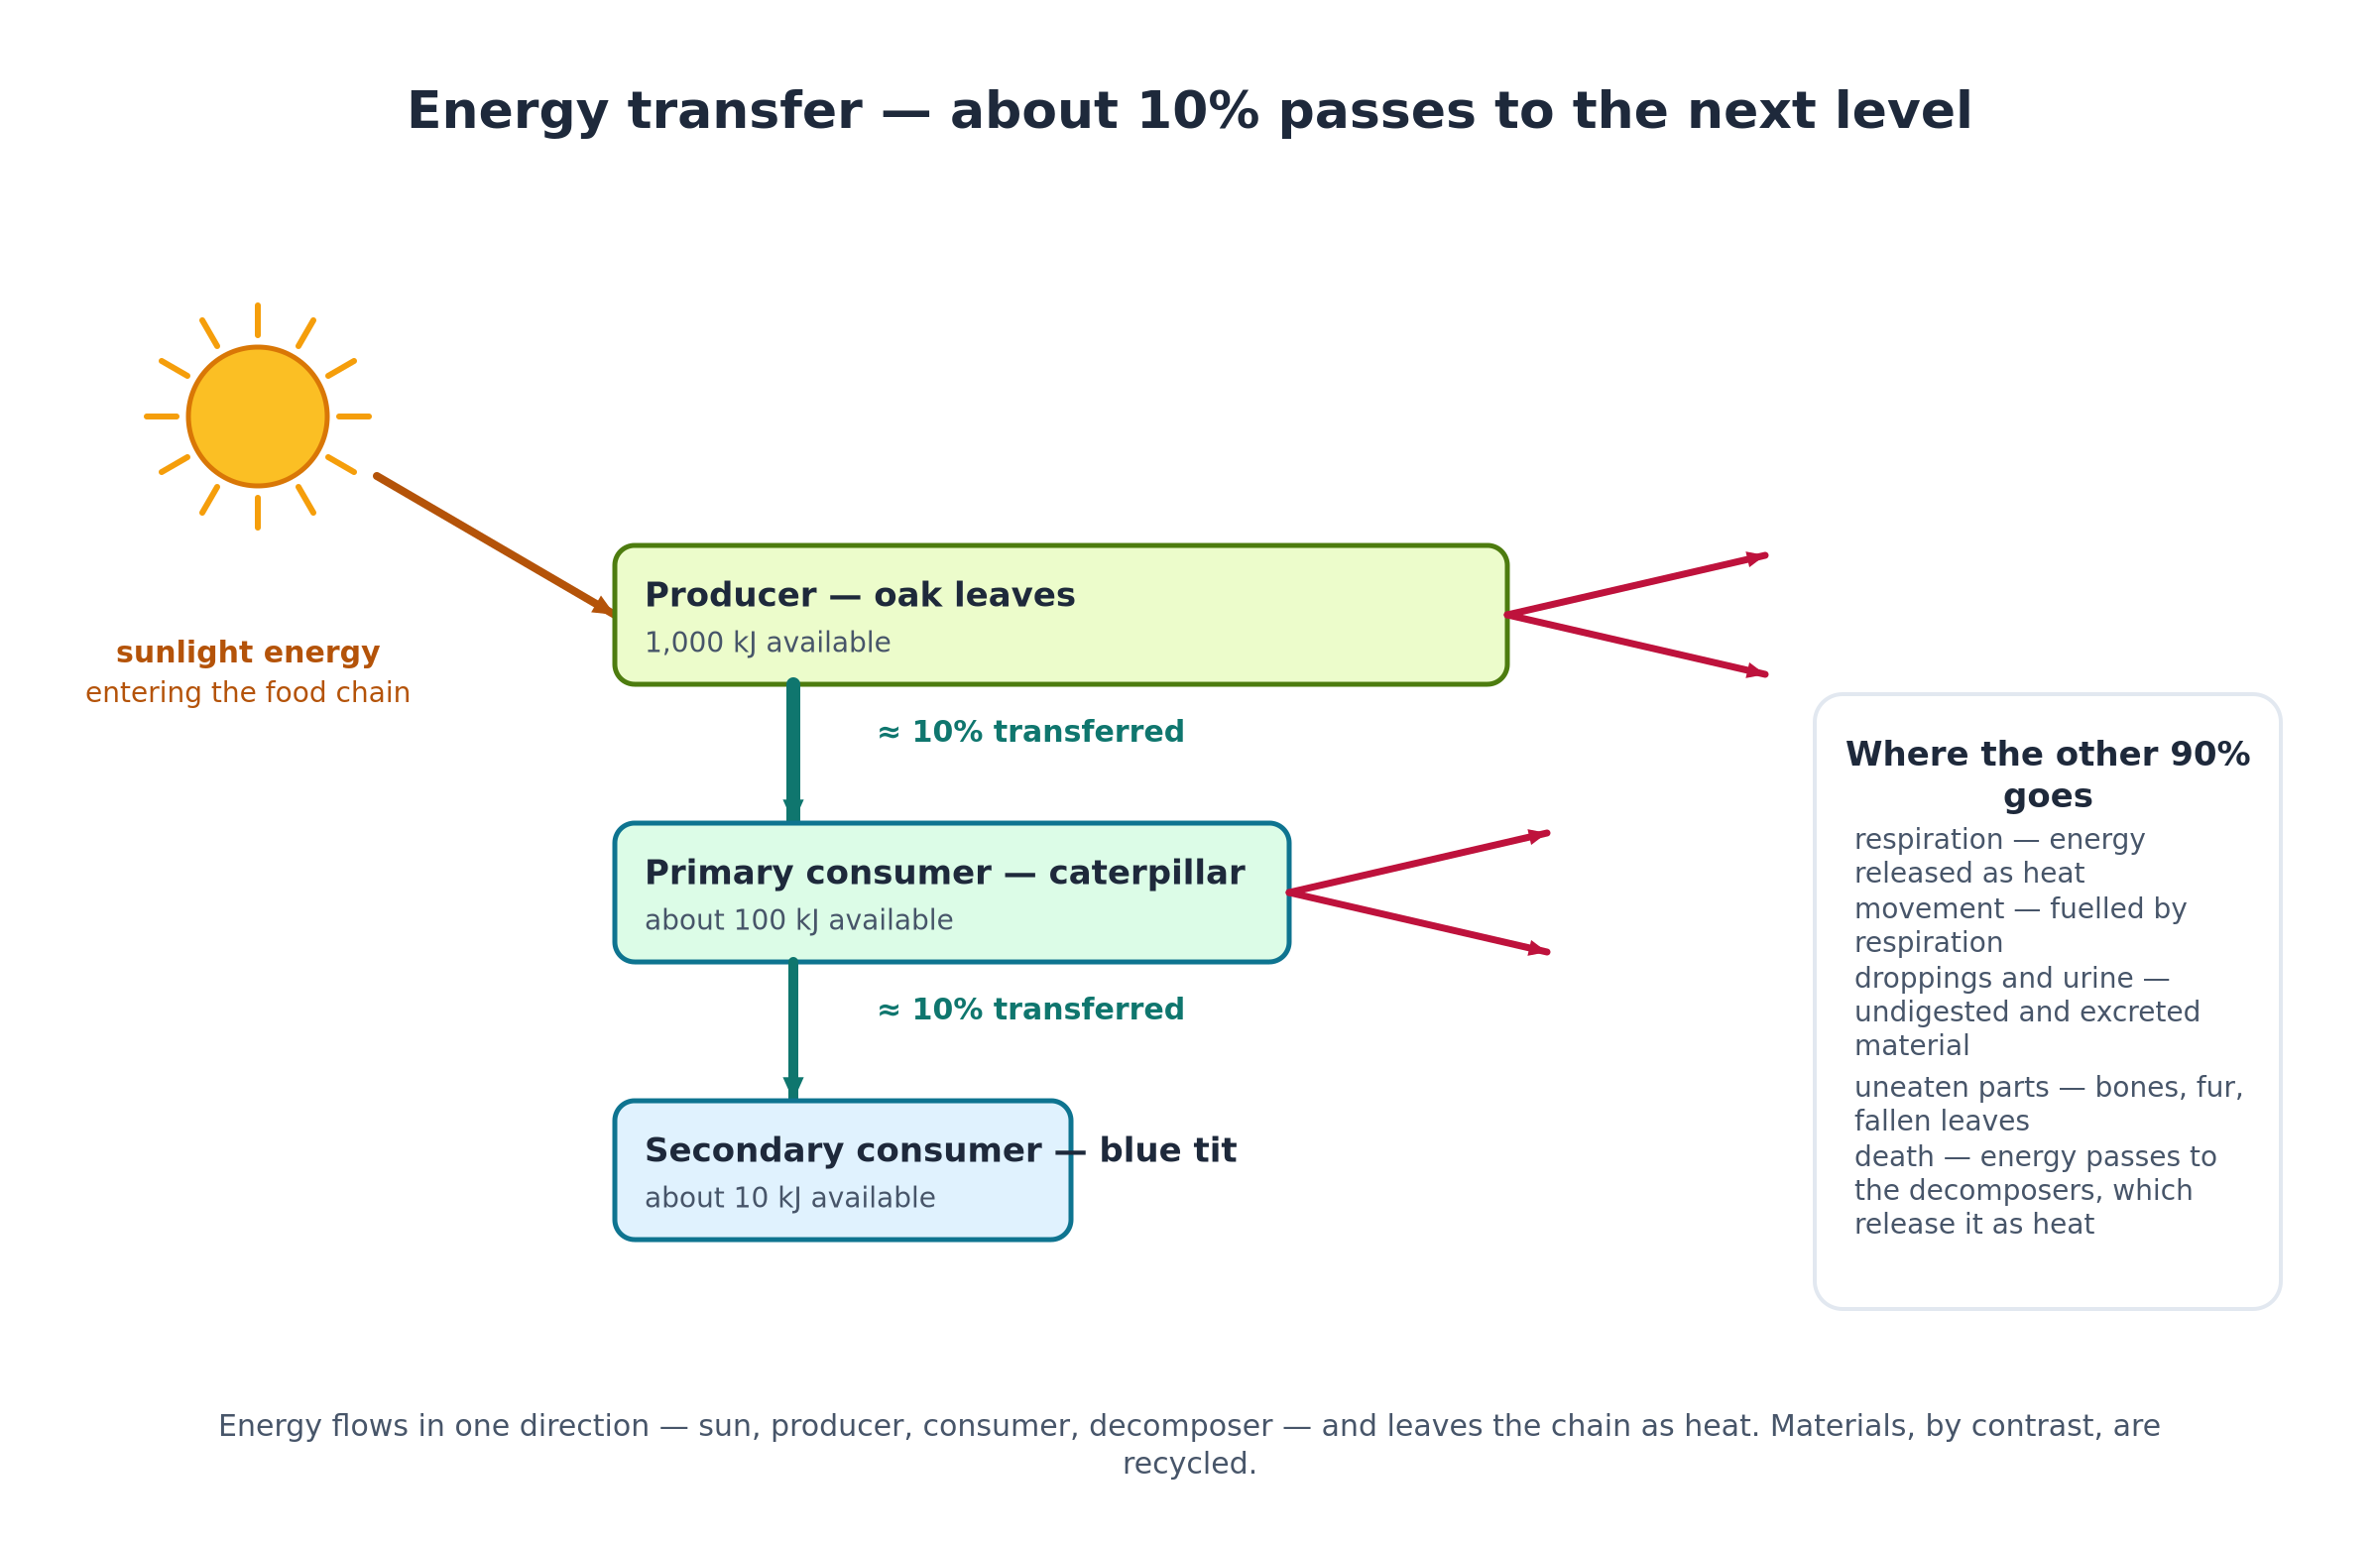 Energy transfer — about 10% passes to the next level
sunlight energy
entering the food chain
Producer — oak leaves
1,000 kJ available
≈ 10% transferred
Primary consumer — caterpillar
about 100 kJ available
≈ 10% transferred
Secondary consumer — blue tit
about 10 kJ available
Where the other 90%
goes
respiration — energy
released as heat
movement — fuelled by
respiration
droppings and urine —
undigested and excreted
material
uneaten parts — bones, fur,
fallen leaves
death — energy passes to
the decomposers, which
release it as heat
Energy flows in one direction — sun, producer, consumer, decomposer — and leaves the chain as heat. Materials, by contrast, are
recycled.